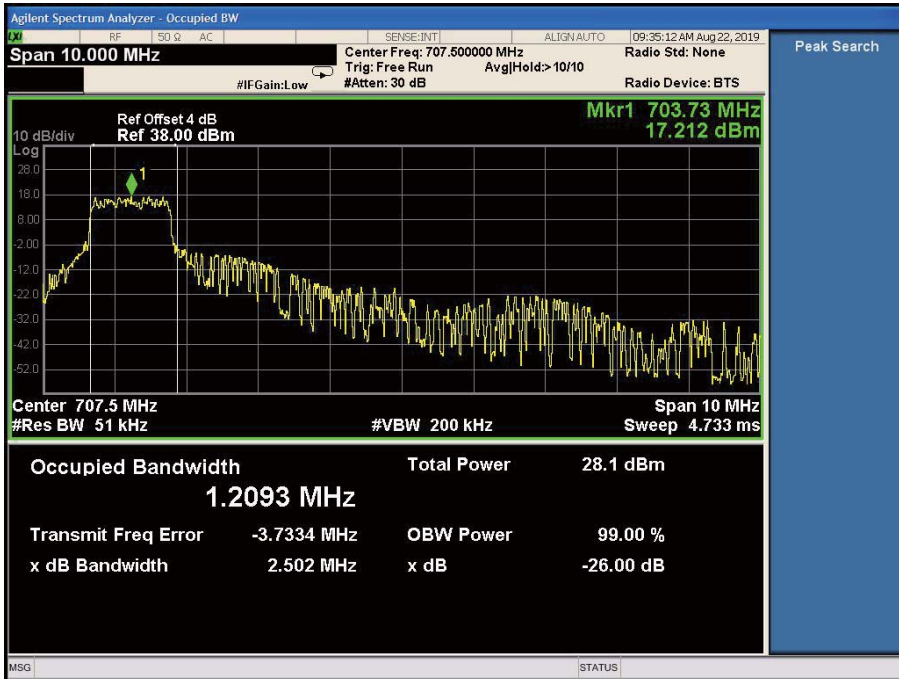 Agilent Spectrum Analyzer - Occupied BW
LXI RF 50 Ω AC SENSE:INT ALIGN AUTO 09:35:12 AM Aug 22, 2019
Span 10.000 MHz
Center Freq: 707.500000 MHz
Radio Std: None
Trig: Free Run Avg|Hold:> 10/10
#IFGain:Low #Atten: 30 dB Radio Device: BTS
Peak Search
Mkr1 703.73 MHz
17.212 dBm
Ref Offset 4 dB
10 dB/div Ref 38.00 dBm
Log
28.0
18.0
8.00
-2.00
-12.0
-22.0
-32.0
-42.0
-52.0
1
Center 707.5 MHz Span 10 MHz
#Res BW 51 kHz #VBW 200 kHz Sweep 4.733 ms
Occupied Bandwidth Total Power 28.1 dBm
1.2093 MHz
Transmit Freq Error -3.7334 MHz OBW Power 99.00 %
x dB Bandwidth 2.502 MHz x dB -26.00 dB
MSG STATUS